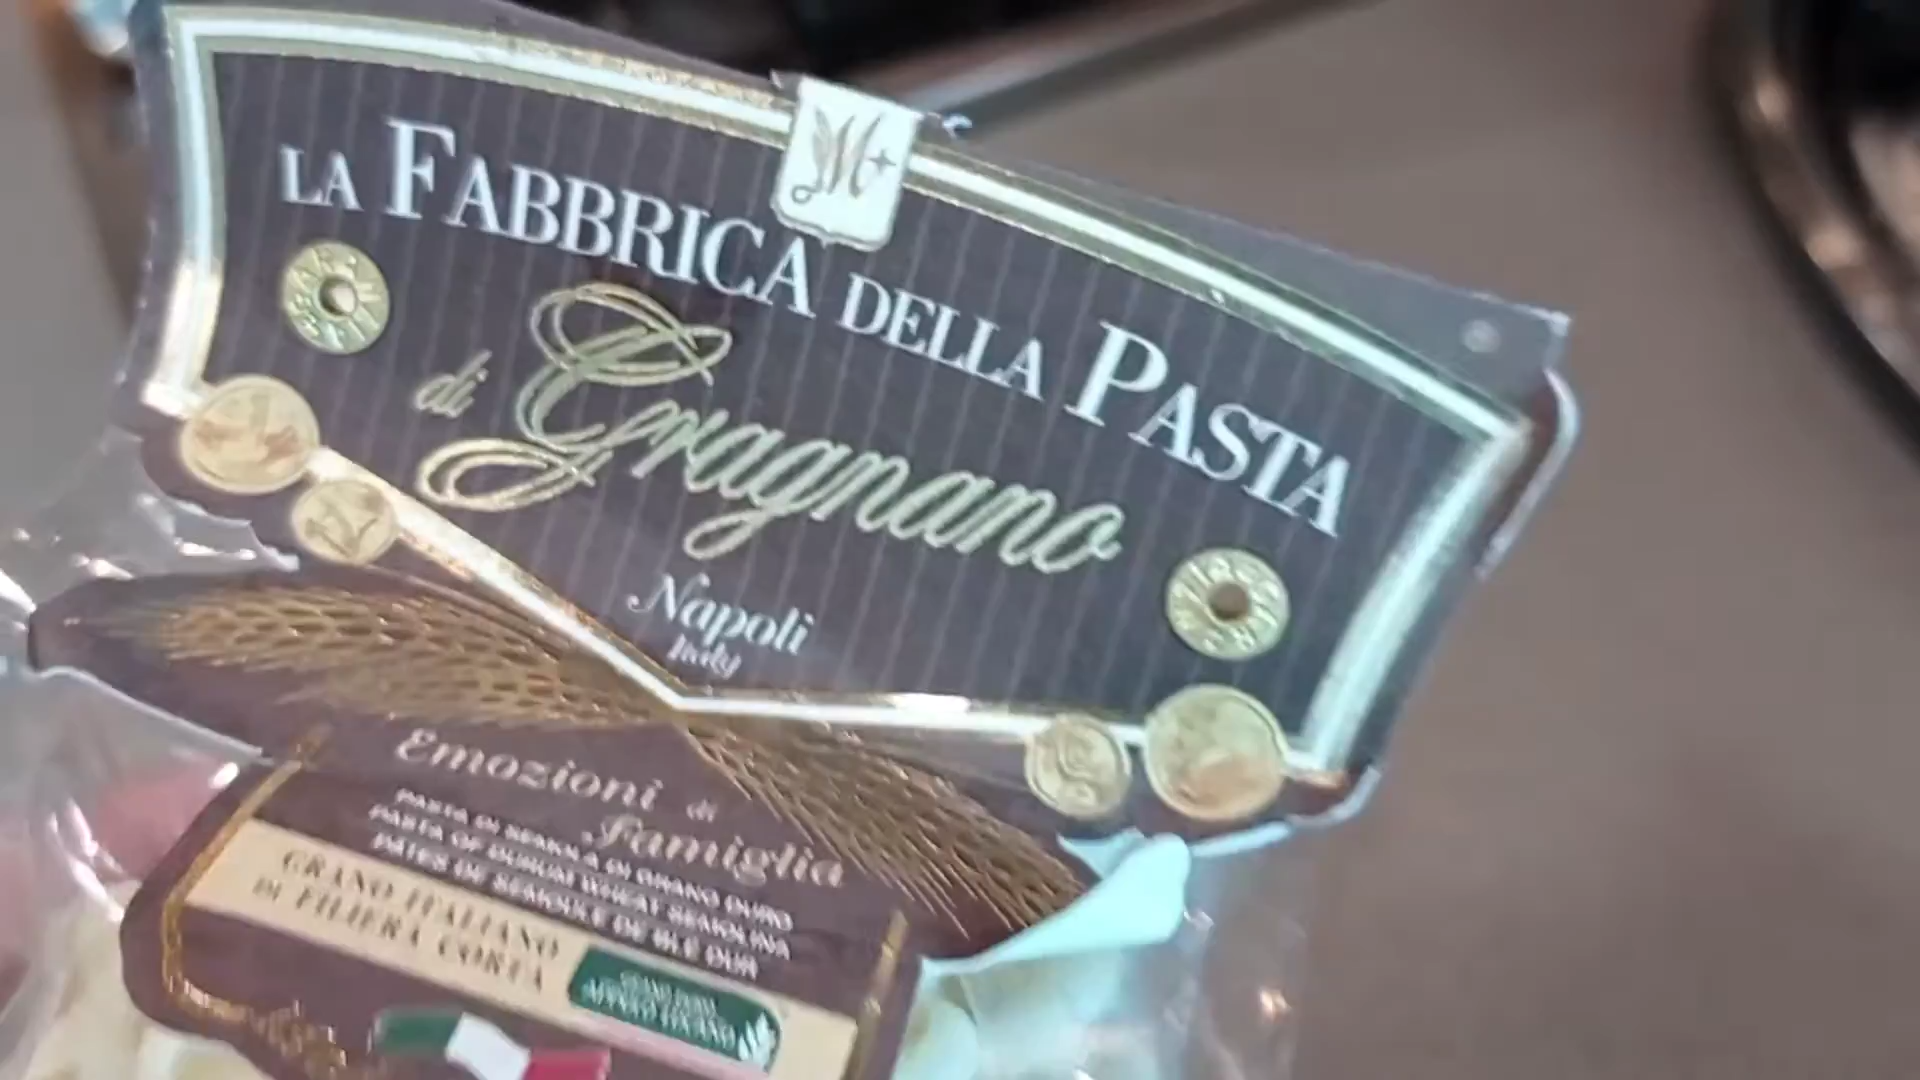 LA FABBRICA DELLA PASTA
di Gragnano
Napoli
Italy
Emozioni di
Famiglia
PASTA DI SEMOLA DI GRANO DURO
PASTA OF DURUM WHEAT SEMOLINA
PÂTES DE SEMOULE DE BLÉ DUR
GRANO ITALIANO
DI FILIERA CORTA